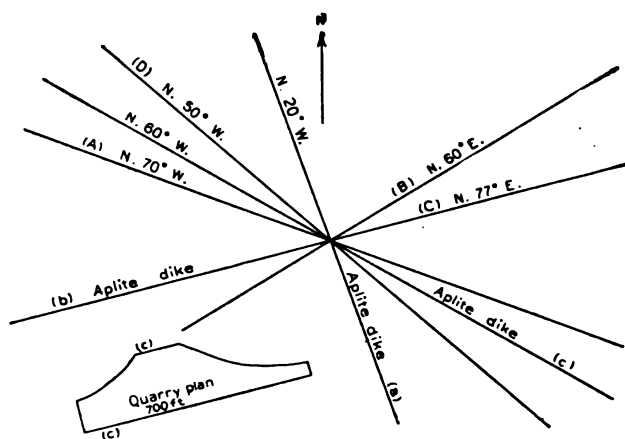 N
(D) N. 50° W.
N. 20° W.
N. 60° W.
(A) N. 70° W.
(B) N. 60° E.
(C) N. 77° E.
(b) Aplite dike
Aplite dike (a)
Aplite dike (c)
(c)
Quarry plan
700 ft
(c)